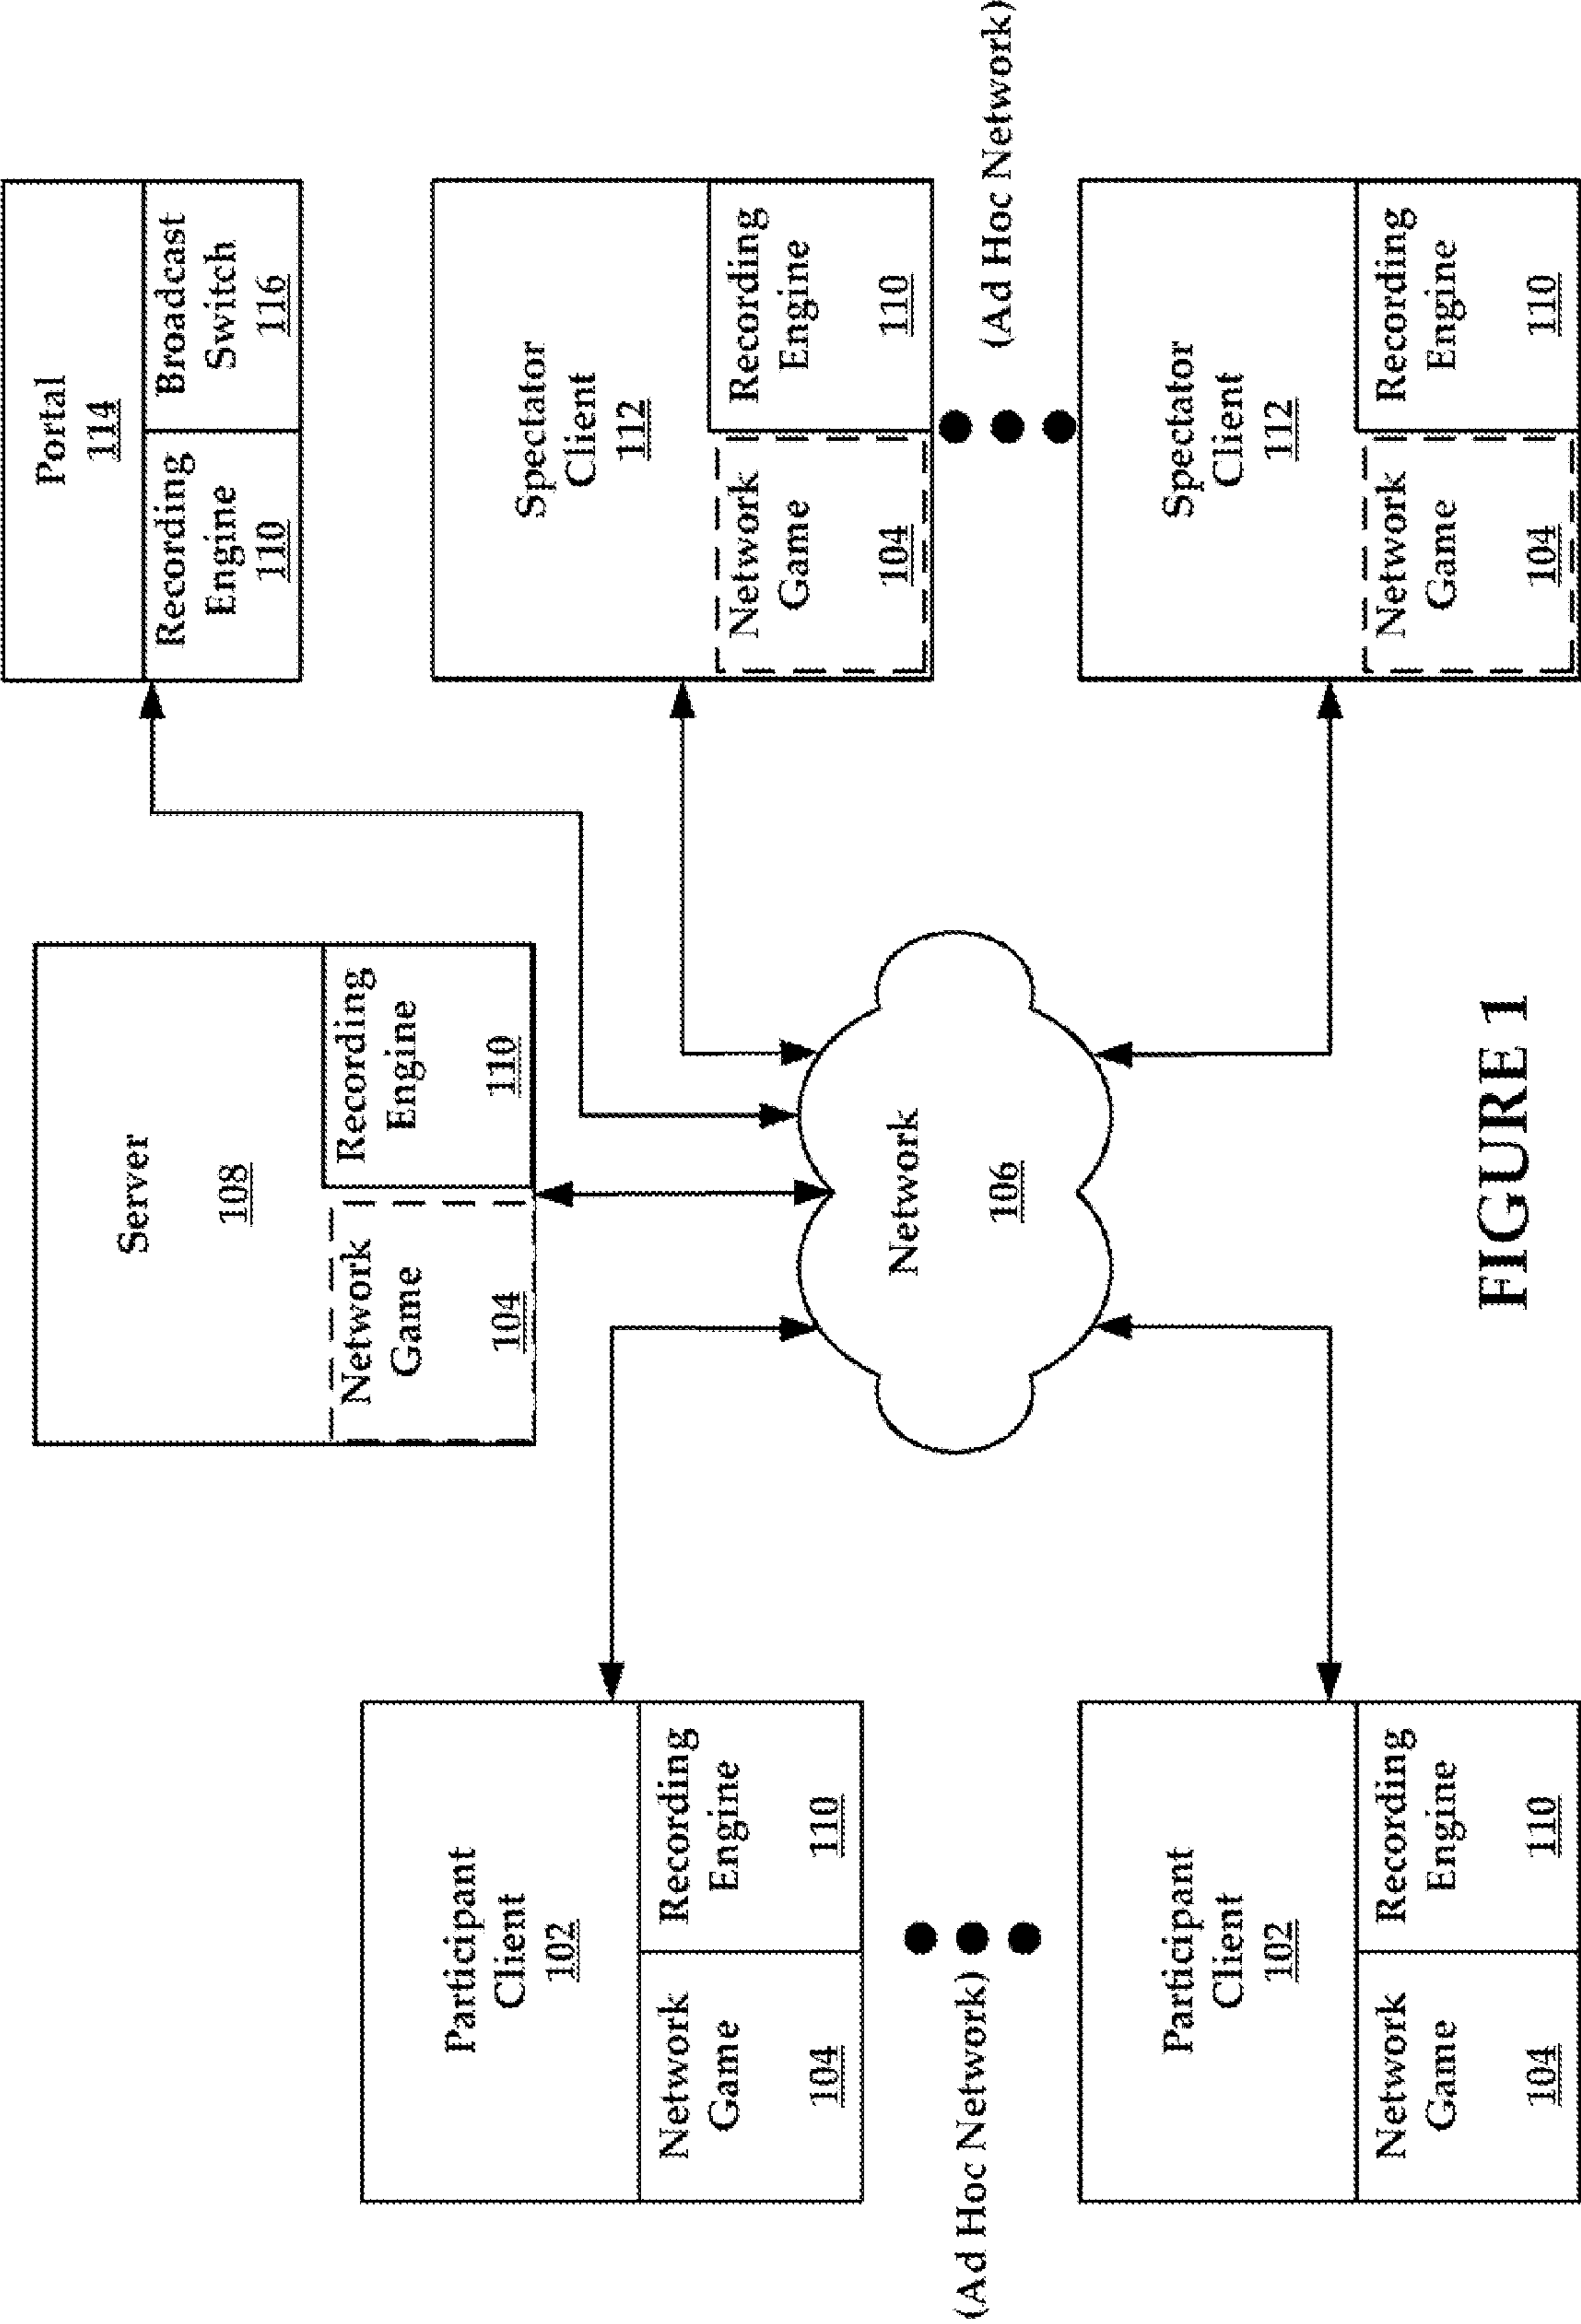 Portal
114
Recording
Engine
110
Broadcast
Switch
116
Server
108
Network
Game
104
Recording
Engine
110
Participant
Client
102
Network
Game
104
Recording
Engine
110
Spectator
Client
112
Network
Game
104
Recording
Engine
110
Network
106
(Ad Hoc Network)
(Ad Hoc Network)
Participant
Client
102
Network
Game
104
Recording
Engine
110
Spectator
Client
112
Network
Game
104
Recording
Engine
110
FIGURE 1